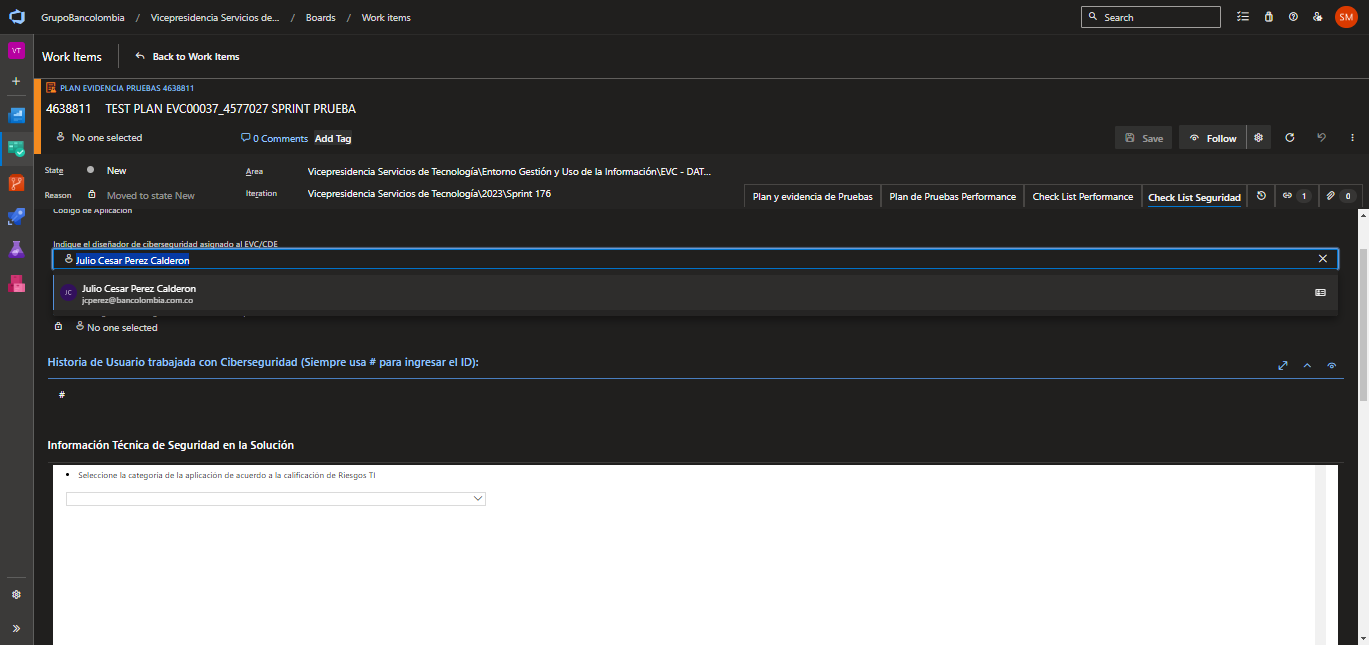 GrupoBancolombia / Vicepresidencia Servicios de... / Boards / Work items
Search
SM
VT
Work Items
Back to Work Items
PLAN EVIDENCIA PRUEBAS 4638811
4638811 TEST PLAN EVC00037_4577027 SPRINT PRUEBA
No one selected
0 Comments
Add Tag
Save
Follow
State
New
Area
Vicepresidencia Servicios de Tecnología\Entorno Gestión y Uso de la Información\EVC - DAT...
Reason
Moved to state New
Iteration
Vicepresidencia Servicios de Tecnología\2023\Sprint 176
Plan y evidencia de Pruebas
Plan de Pruebas Performance
Check List Performance
Check List Seguridad
1
0
Código de Aplicación
Indique el diseñador de ciberseguridad asignado al EVC/CDE
Julio Cesar Perez Calderon
JC
Julio Cesar Perez Calderon
jcperez@bancolombia.com.co
No one selected
Historia de Usuario trabajada con Ciberseguridad (Siempre usa # para ingresar el ID):
#
Información Técnica de Seguridad en la Solución
• Seleccione la categoría de la aplicación de acuerdo a la calificación de Riesgos TI